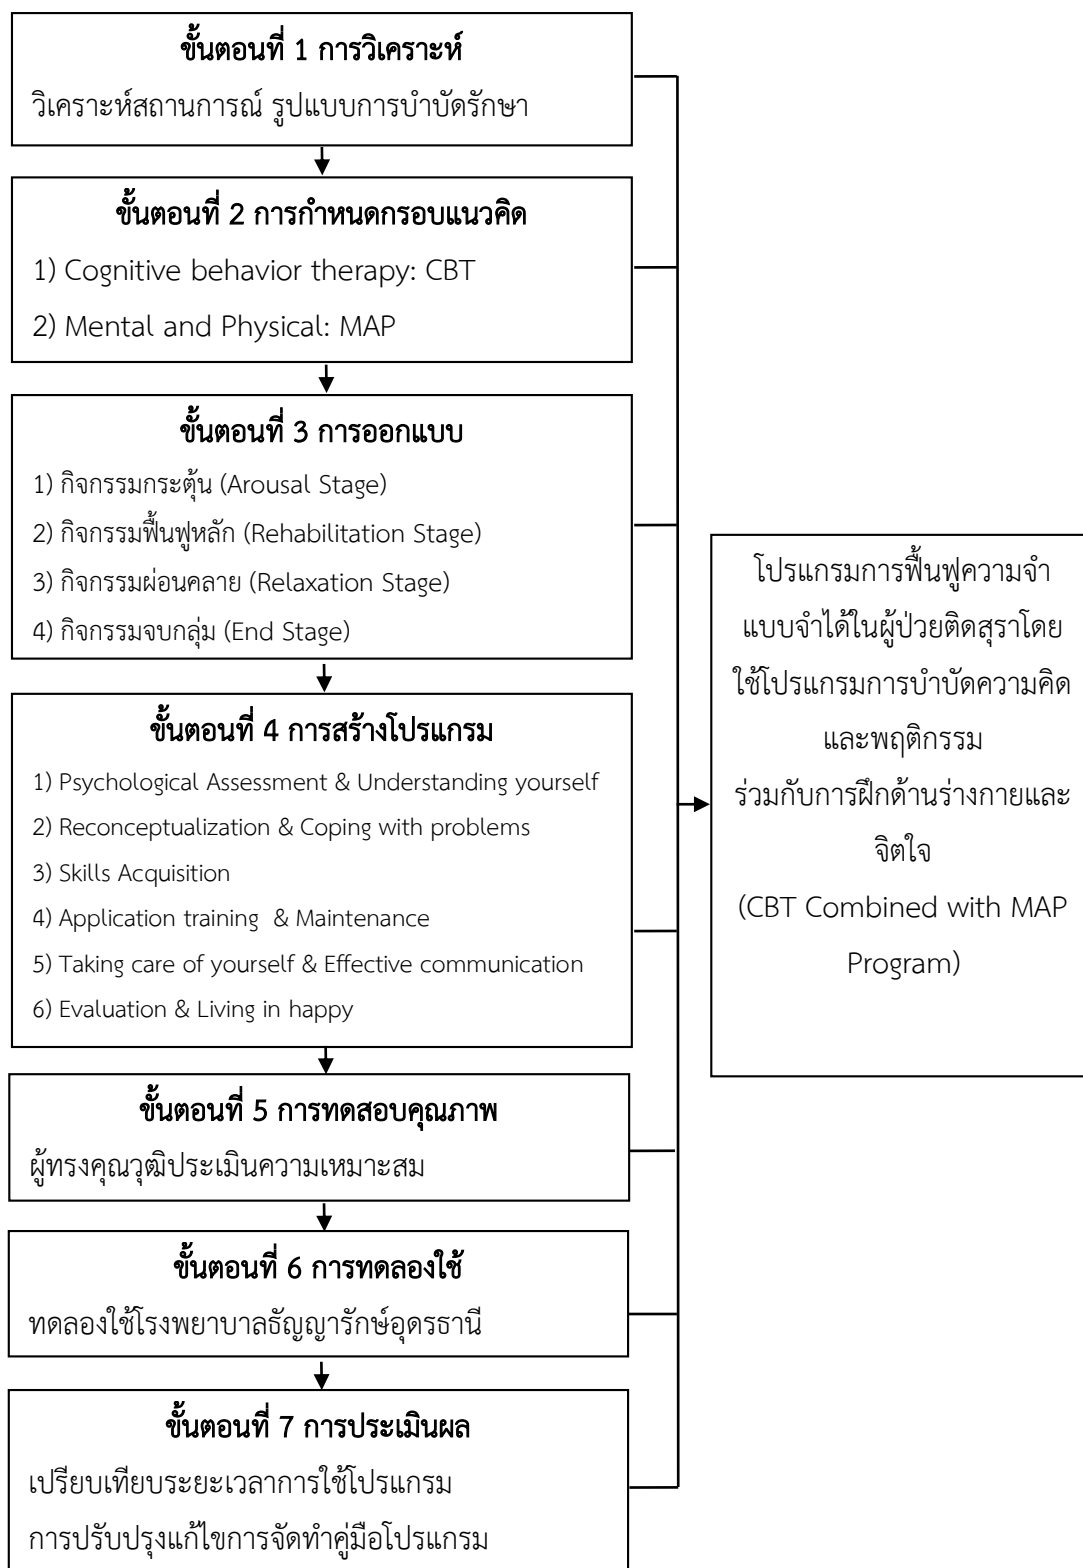 ขั้นตอนที่ 1 การวิเคราะห์
วิเคราะห์สถานการณ์ รูปแบบการบำบัดรักษา
ขั้นตอนที่ 2 การกำหนดกรอบแนวคิด
1) Cognitive behavior therapy: CBT
2) Mental and Physical: MAP
ขั้นตอนที่ 3 การออกแบบ
1) กิจกรรมกระตุ้น (Arousal Stage)
2) กิจกรรมฟื้นฟูหลัก (Rehabilitation Stage)
3) กิจกรรมผ่อนคลาย (Relaxation Stage)
4) กิจกรรมจบกลุ่ม (End Stage)
ขั้นตอนที่ 4 การสร้างโปรแกรม
1) Psychological Assessment & Understanding yourself
2) Reconceptualization & Coping with problems
3) Skills Acquisition
4) Application training & Maintenance
5) Taking care of yourself & Effective communication
6) Evaluation & Living in happy
ขั้นตอนที่ 5 การทดสอบคุณภาพ
ผู้ทรงคุณวุฒิประเมินความเหมาะสม
ขั้นตอนที่ 6 การทดลองใช้
ทดลองใช้โรงพยาบาลธัญญารักษ์อุดรธานี
ขั้นตอนที่ 7 การประเมินผล
เปรียบเทียบระยะเวลาการใช้โปรแกรม
การปรับปรุงแก้ไขการจัดทำคู่มือโปรแกรม
โปรแกรมการฟื้นฟูความจำ
แบบจำได้ในผู้ป่วยติดสุราโดย
ใช้โปรแกรมการบำบัดความคิด
และพฤติกรรม
ร่วมกับการฝึกด้านร่างกายและ
จิตใจ
(CBT Combined with MAP
Program)